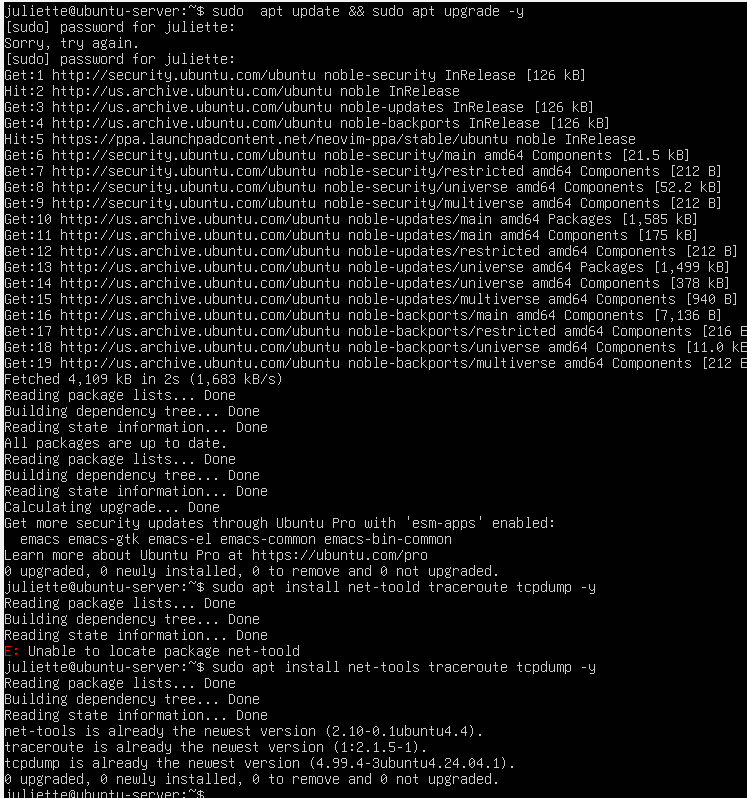 juliette@ubuntu-server:~$ sudo  apt update && sudo apt upgrade -y
[sudo] password for juliette:
Sorry, try again.
[sudo] password for juliette:
Get:1 http://security.ubuntu.com/ubuntu noble-security InRelease [126 kB]
Hit:2 http://us.archive.ubuntu.com/ubuntu noble InRelease
Get:3 http://us.archive.ubuntu.com/ubuntu noble-updates InRelease [126 kB]
Get:4 http://us.archive.ubuntu.com/ubuntu noble-backports InRelease [126 kB]
Hit:5 https://ppa.launchpadcontent.net/neovim-ppa/stable/ubuntu noble InRelease
Get:6 http://security.ubuntu.com/ubuntu noble-security/main amd64 Components [21.5 kB]
Get:7 http://security.ubuntu.com/ubuntu noble-security/restricted amd64 Components [212 B]
Get:8 http://security.ubuntu.com/ubuntu noble-security/universe amd64 Components [52.2 kB]
Get:9 http://security.ubuntu.com/ubuntu noble-security/multiverse amd64 Components [212 B]
Get:10 http://us.archive.ubuntu.com/ubuntu noble-updates/main amd64 Packages [1,585 kB]
Get:11 http://us.archive.ubuntu.com/ubuntu noble-updates/main amd64 Components [175 kB]
Get:12 http://us.archive.ubuntu.com/ubuntu noble-updates/restricted amd64 Components [212 B]
Get:13 http://us.archive.ubuntu.com/ubuntu noble-updates/universe amd64 Packages [1,499 kB]
Get:14 http://us.archive.ubuntu.com/ubuntu noble-updates/universe amd64 Components [378 kB]
Get:15 http://us.archive.ubuntu.com/ubuntu noble-updates/multiverse amd64 Components [940 B]
Get:16 http://us.archive.ubuntu.com/ubuntu noble-backports/main amd64 Components [7,136 B]
Get:17 http://us.archive.ubuntu.com/ubuntu noble-backports/restricted amd64 Components [216
Get:18 http://us.archive.ubuntu.com/ubuntu noble-backports/universe amd64 Components [11.0
Get:19 http://us.archive.ubuntu.com/ubuntu noble-backports/multiverse amd64 Components [212
Fetched 4,109 kB in 2s (1,683 kB/s)
Reading package lists... Done
Building dependency tree... Done
Reading state information... Done
All packages are up to date.
Reading package lists... Done
Building dependency tree... Done
Reading state information... Done
Calculating upgrade... Done
Get more security updates through Ubuntu Pro with 'esm-apps' enabled:
  emacs emacs-gtk emacs-el emacs-common emacs-bin-common
Learn more about Ubuntu Pro at https://ubuntu.com/pro
0 upgraded, 0 newly installed, 0 to remove and 0 not upgraded.
juliette@ubuntu-server:~$ sudo apt install net-toold traceroute tcpdump -y
Reading package lists... Done
Building dependency tree... Done
Reading state information... Done
E: Unable to locate package net-toold
juliette@ubuntu-server:~$ sudo apt install net-tools traceroute tcpdump -y
Reading package lists... Done
Building dependency tree... Done
Reading state information... Done
net-tools is already the newest version (2.10-0.1ubuntu4.4).
traceroute is already the newest version (1:2.1.5-1).
tcpdump is already the newest version (4.99.4-3ubuntu4.24.04.1).
0 upgraded, 0 newly installed, 0 to remove and 0 not upgraded.
juliette@ubuntu-server:~$